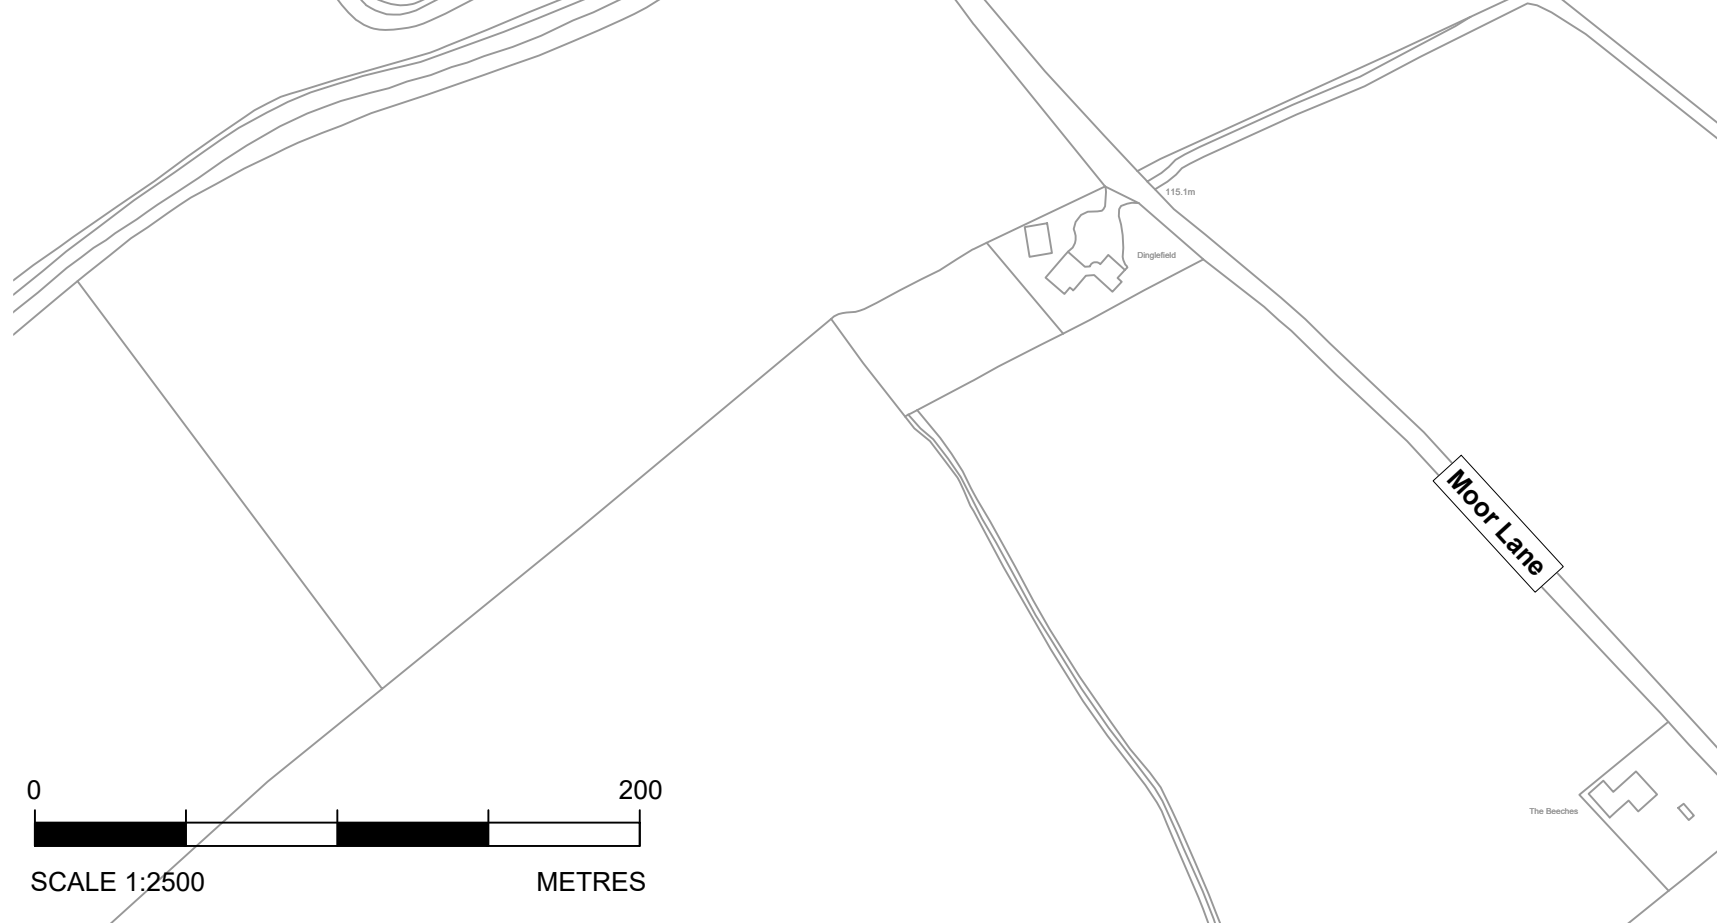 115.1m
Dinglefield
Moor Lane
The Beeches
0 200
SCALE 1:2500 METRES